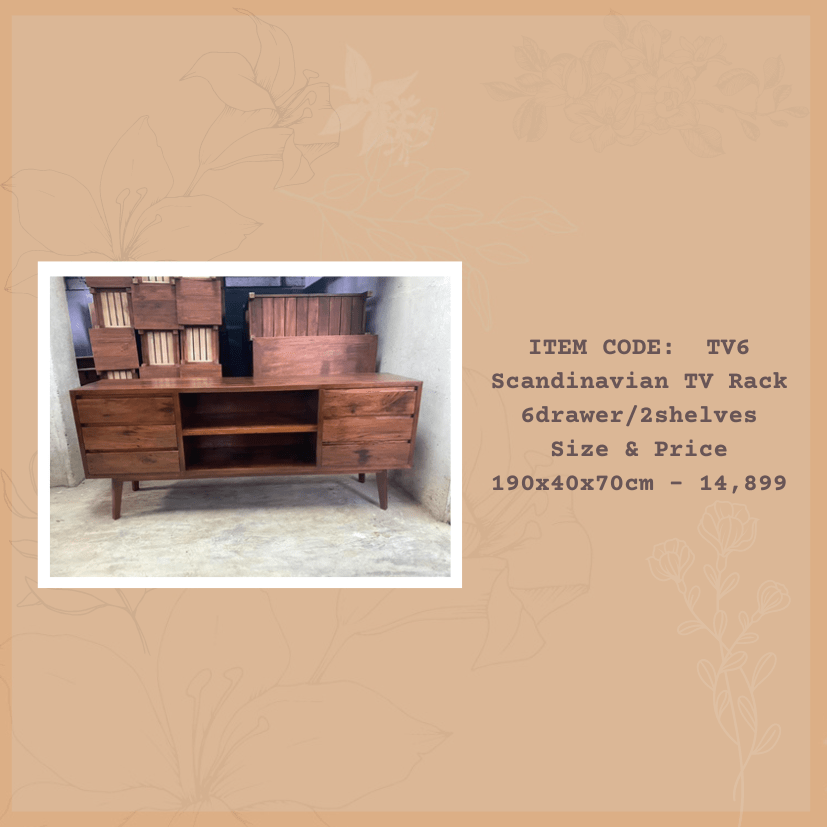 ITEM CODE:  TV6
Scandinavian TV Rack
6drawer/2shelves
Size & Price
190x40x70cm - 14,899